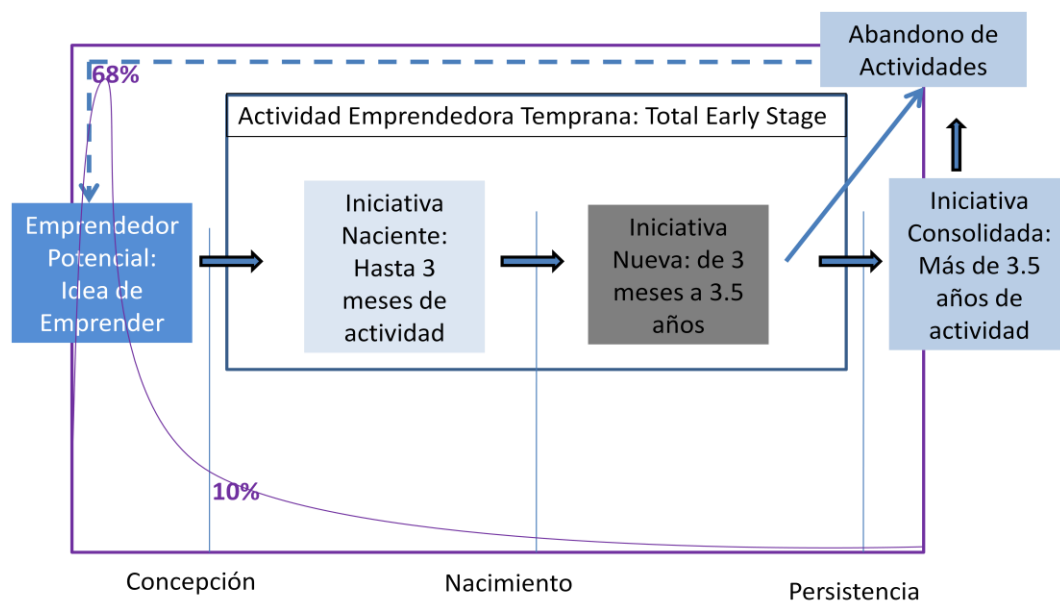 Abandono de
Actividades
68%
Actividad Emprendedora Temprana: Total Early Stage
Emprendedor
Potencial:
Idea de
Emprender
Iniciativa
Naciente:
Hasta 3
meses de
actividad
Iniciativa
Nueva: de 3
meses a 3.5
años
Iniciativa
Consolidada:
Más de 3.5
años de
actividad
10%
Concepción
Nacimiento
Persistencia